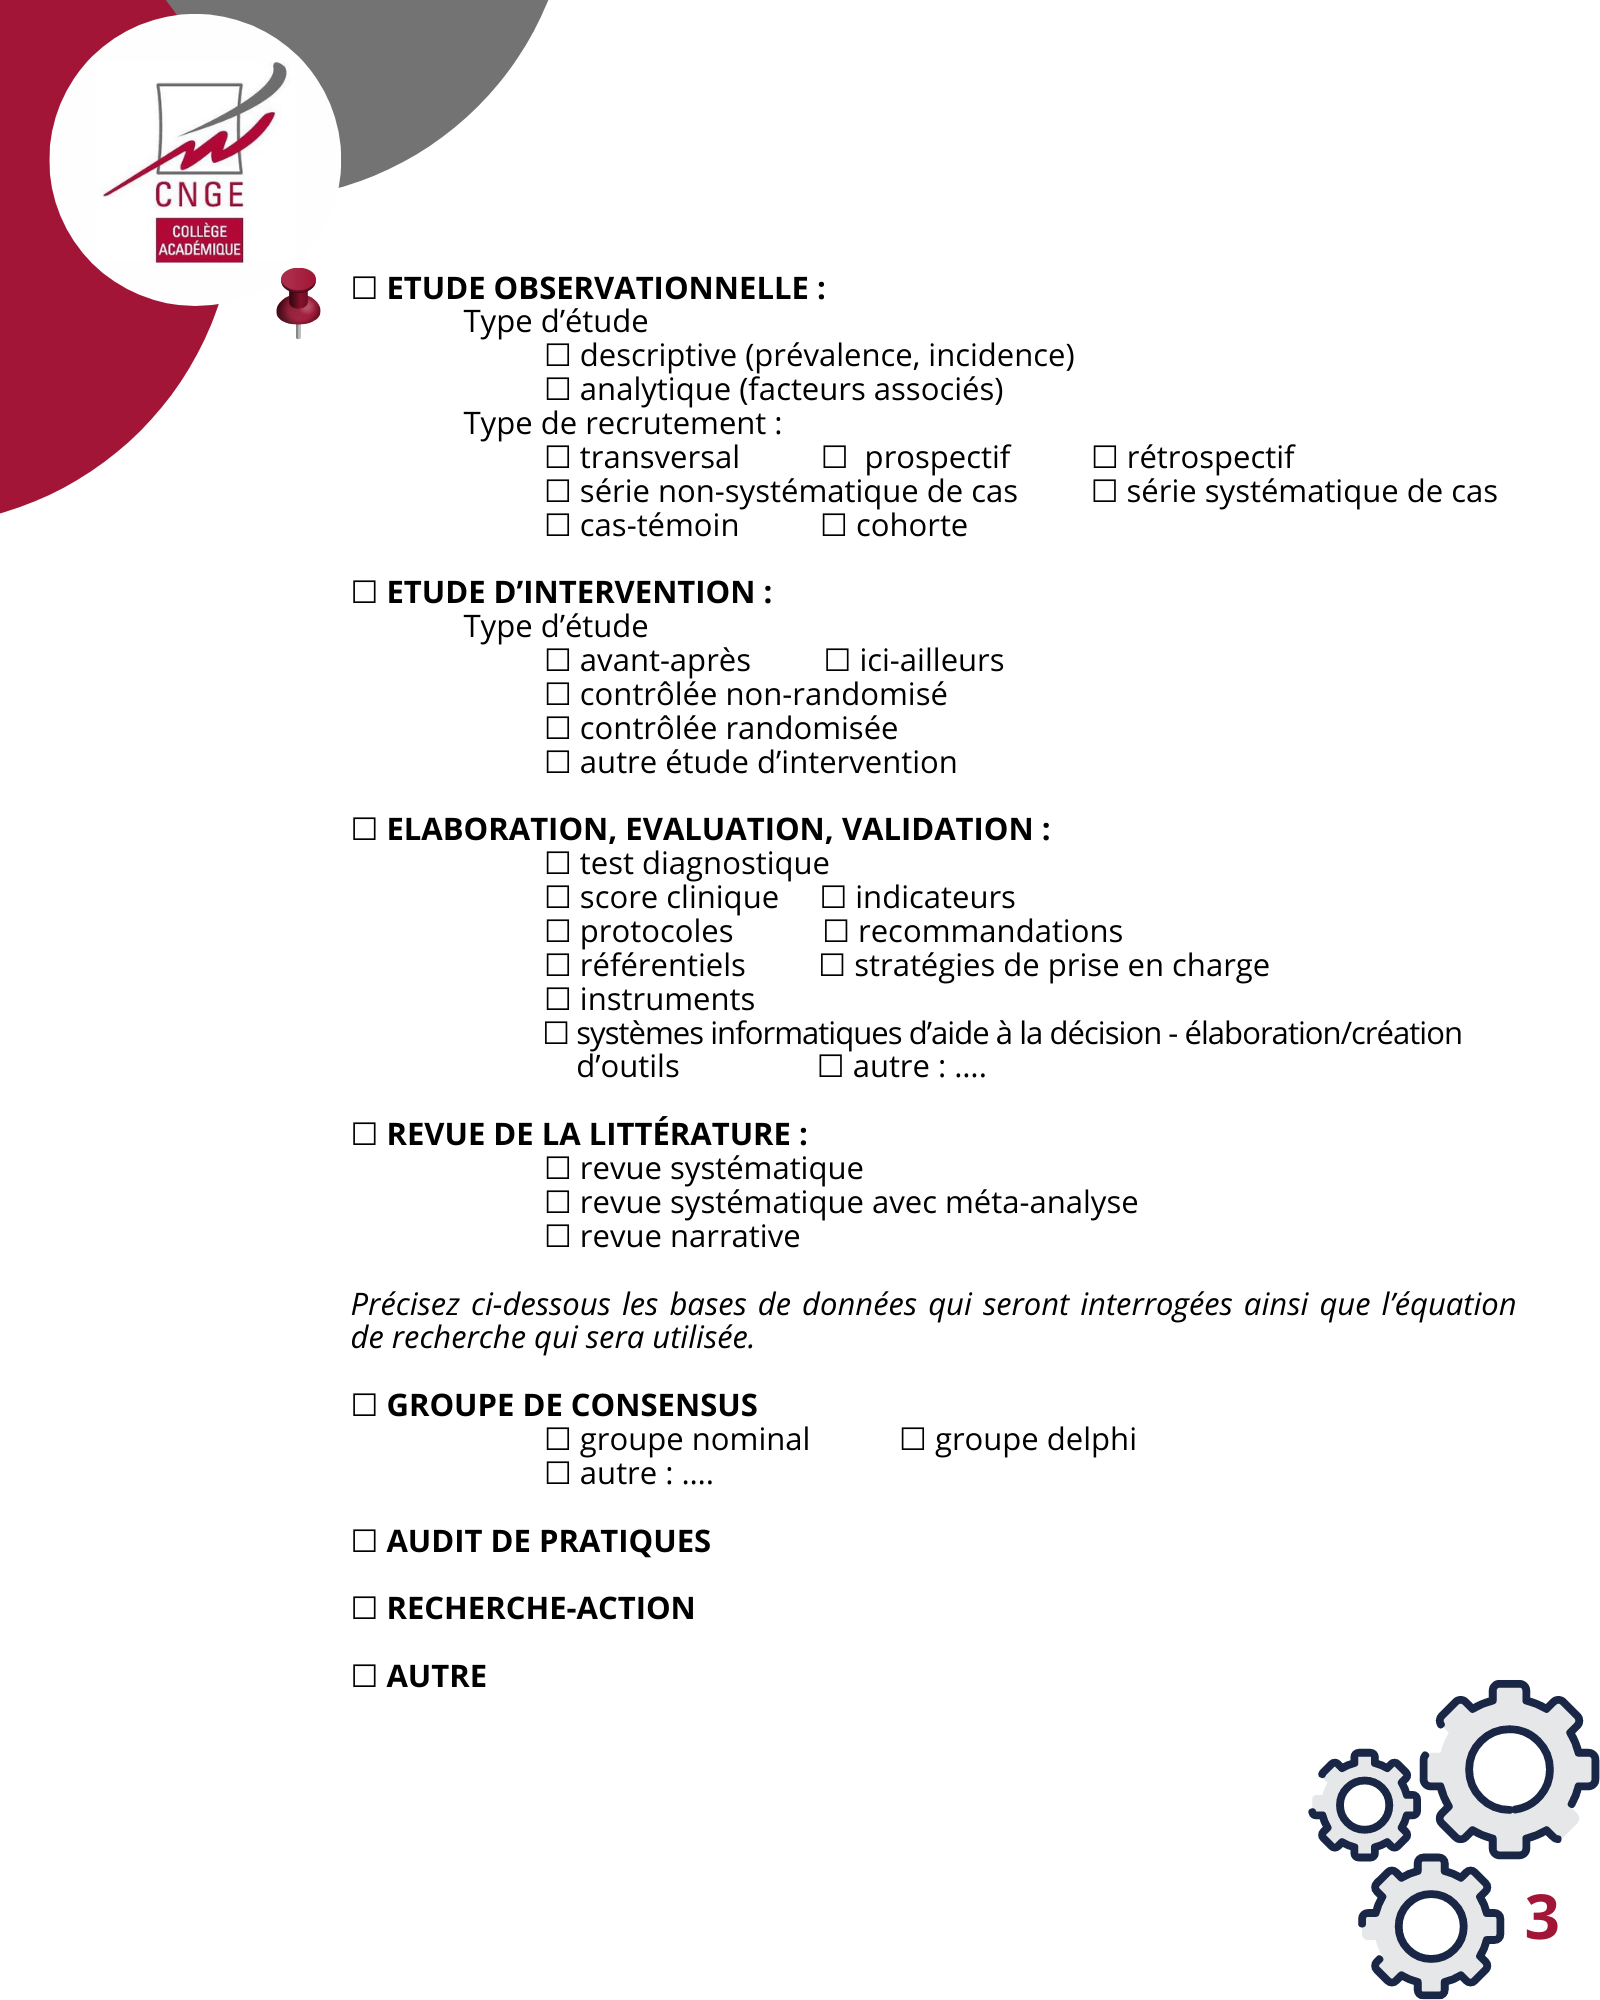 CNGE
COLLÈGE
ACADÉMIQUE
☐ ETUDE OBSERVATIONNELLE :
Type d’étude
☐ descriptive (prévalence, incidence)
☐ analytique (facteurs associés)
Type de recrutement :
☐ transversal ☐ prospectif ☐ rétrospectif
☐ série non-systématique de cas ☐ série systématique de cas
☐ cas-témoin ☐ cohorte
☐ ETUDE D’INTERVENTION :
Type d’étude
☐ avant-après ☐ ici-ailleurs
☐ contrôlée non-randomisé
☐ contrôlée randomisée
☐ autre étude d’intervention
☐ ELABORATION, EVALUATION, VALIDATION :
☐ test diagnostique
☐ score clinique ☐ indicateurs
☐ protocoles ☐ recommandations
☐ référentiels ☐ stratégies de prise en charge
☐ instruments
☐ systèmes informatiques d’aide à la décision - élaboration/création
d’outils ☐ autre : ....
☐ REVUE DE LA LITTÉRATURE :
☐ revue systématique
☐ revue systématique avec méta-analyse
☐ revue narrative
Précisez ci-dessous les bases de données qui seront interrogées ainsi que l’équation
de recherche qui sera utilisée.
☐ GROUPE DE CONSENSUS
☐ groupe nominal ☐ groupe delphi
☐ autre : ....
☐ AUDIT DE PRATIQUES
☐ RECHERCHE-ACTION
☐ AUTRE
3